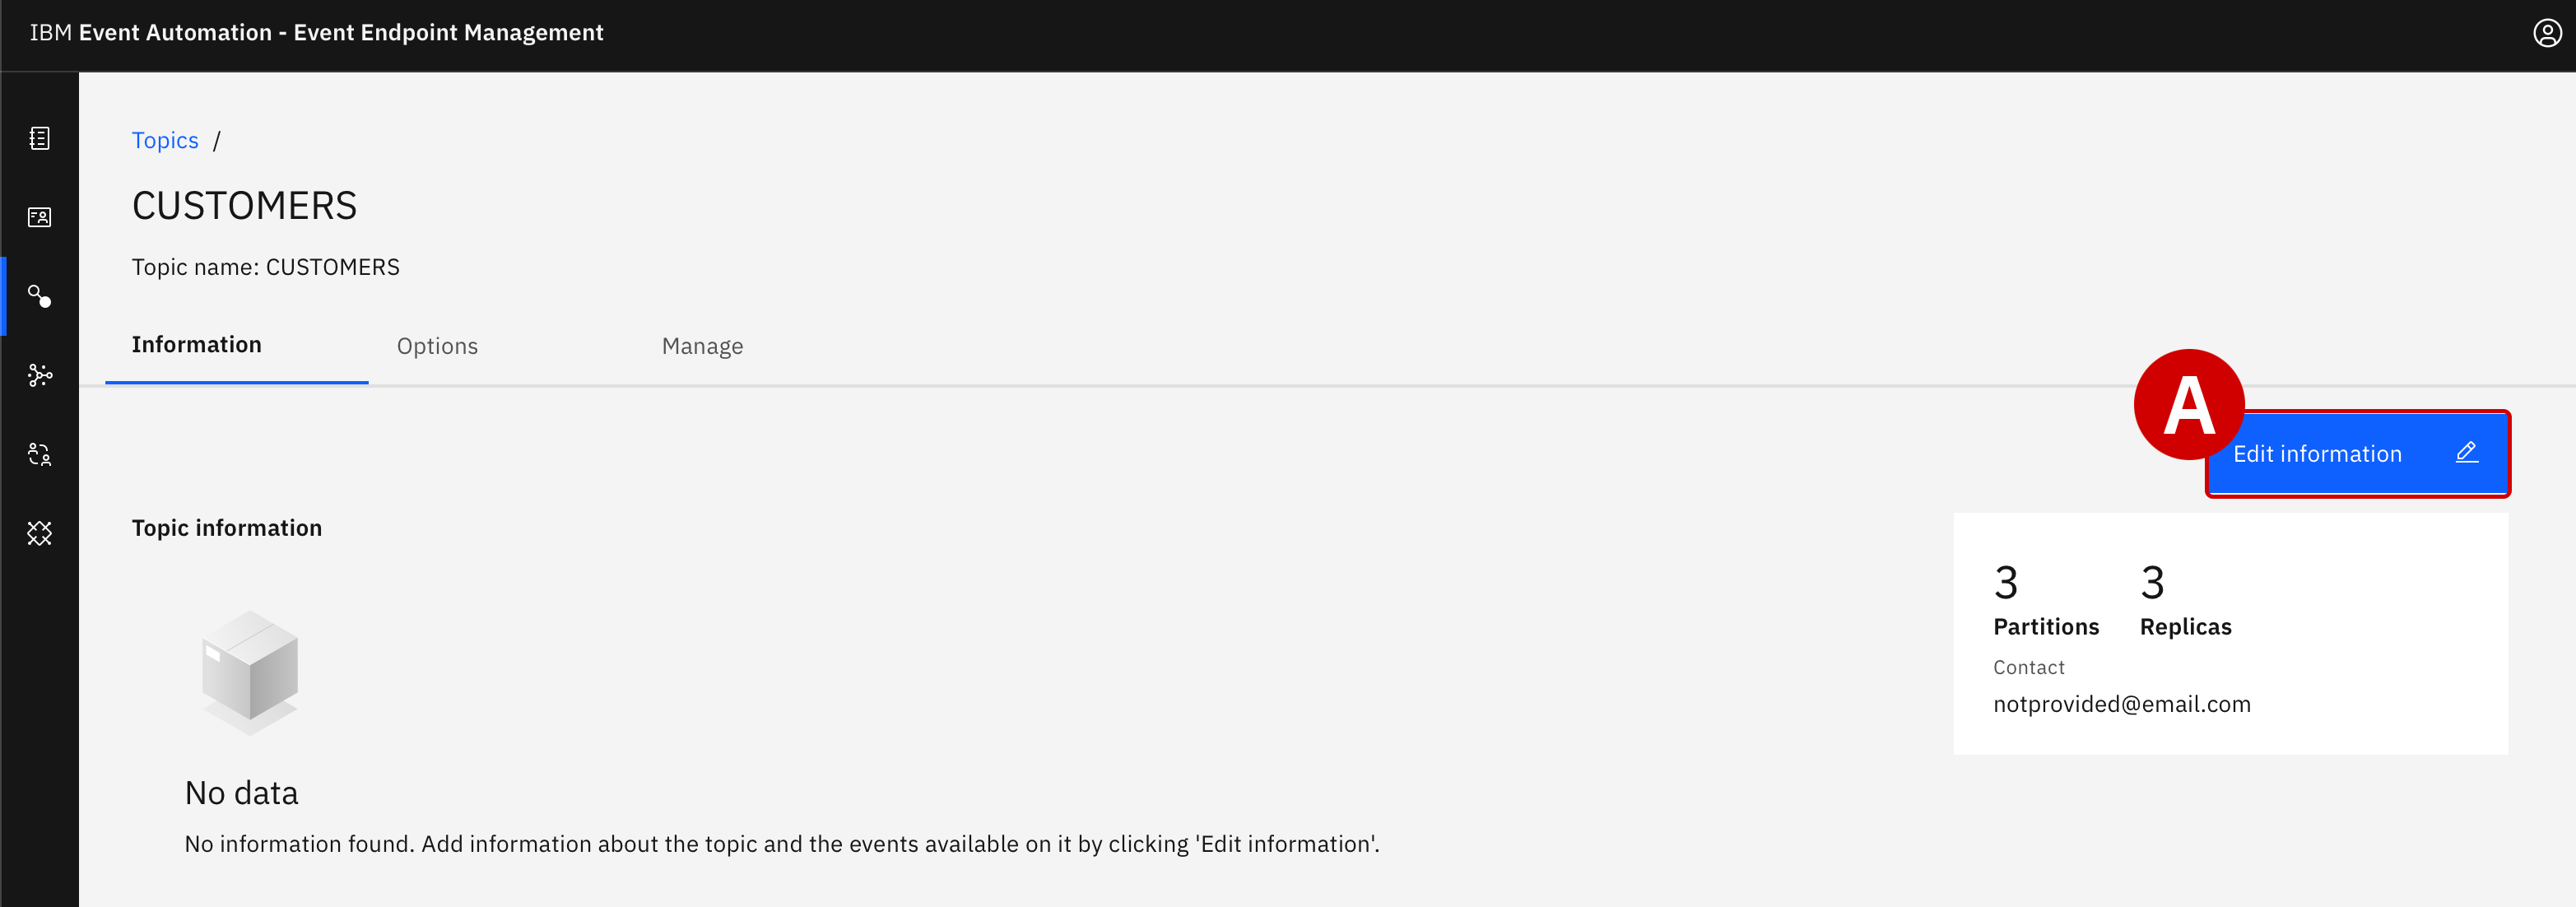 IBM Event Automation - Event Endpoint Management
Topics /
CUSTOMERS
Topic name: CUSTOMERS
Information Options Manage
A
Edit information
Topic information
3 3
Partitions Replicas
Contact
notprovided@email.com
No data
No information found. Add information about the topic and the events available on it by clicking 'Edit information'.